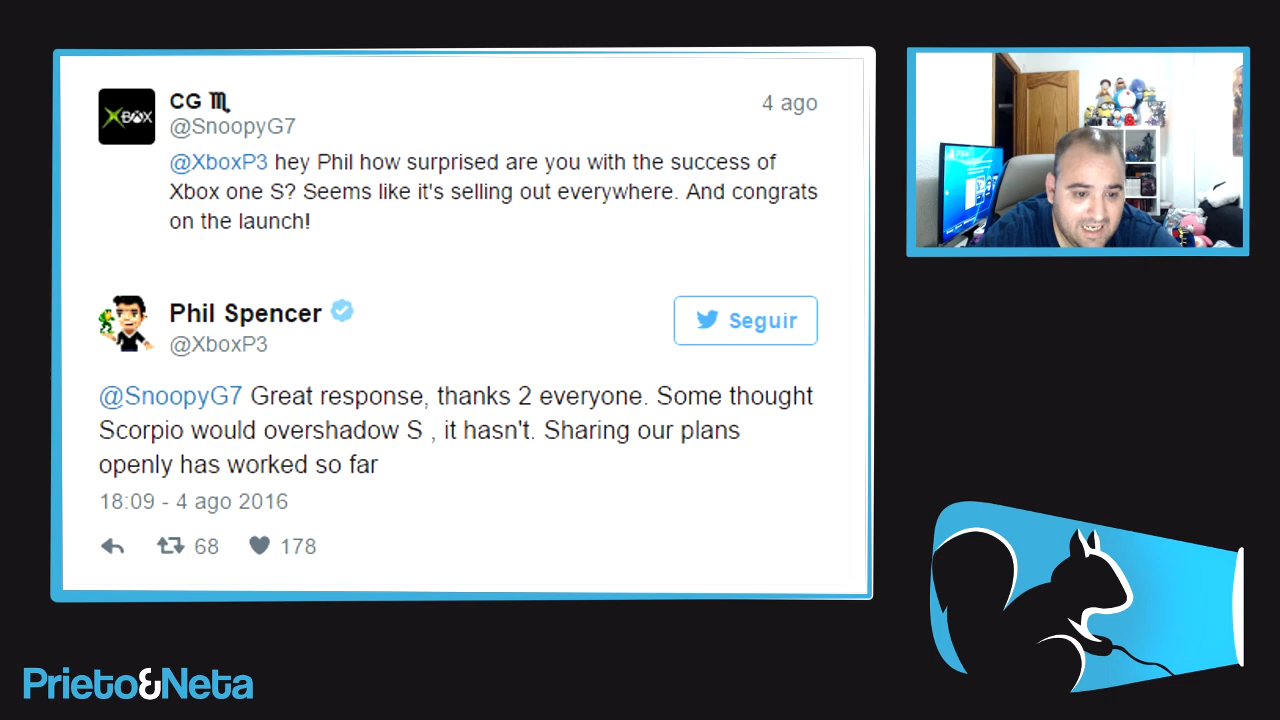 CG ♏
4 ago
@SnoopyG7
@XboxP3 hey Phil how surprised are you with the success of
Xbox one S? Seems like it's selling out everywhere. And congrats
on the launch!
Phil Spencer
Seguir
@XboxP3
@SnoopyG7 Great response, thanks 2 everyone. Some thought
Scorpio would overshadow S , it hasn't. Sharing our plans
openly has worked so far
18:09 - 4 ago 2016
68
178
XBOX
Prieto&Neta